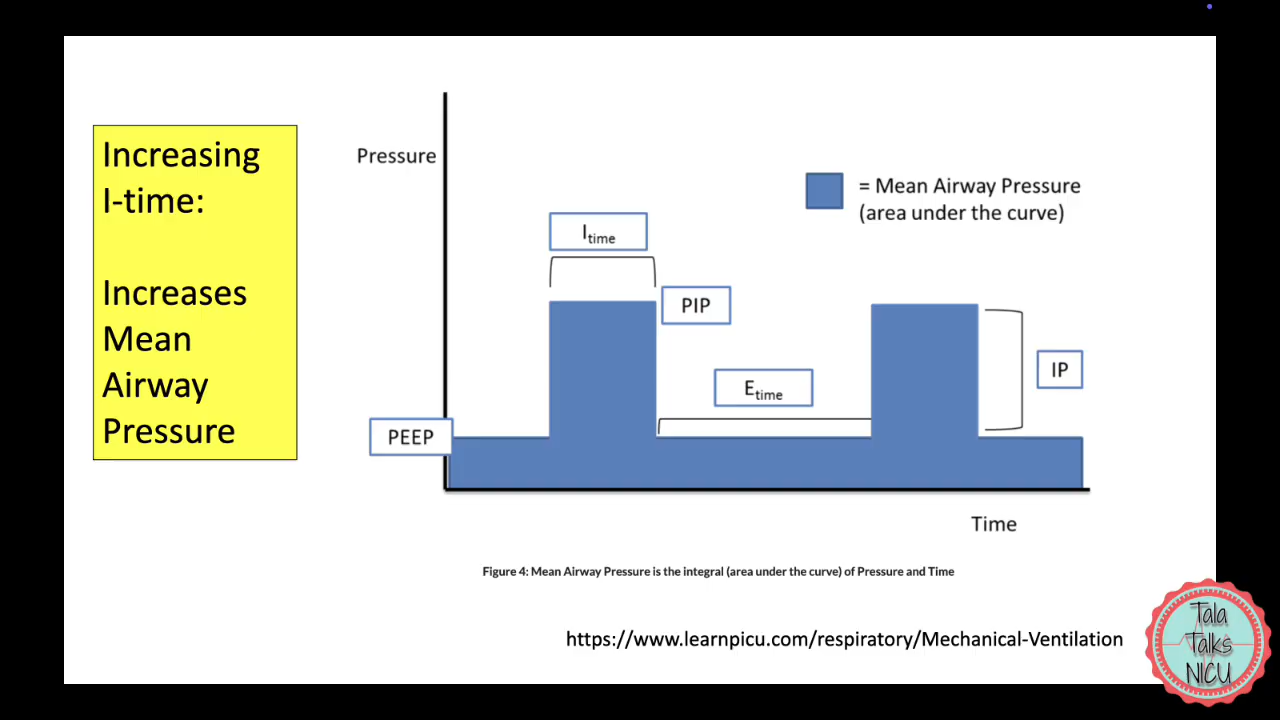 Increasing
I-time:
Increases
Mean
Airway
Pressure
Pressure
= Mean Airway Pressure
(area under the curve)
Itime
PIP
IP
Etime
PEEP
Time
Figure 4: Mean Airway Pressure is the integral (area under the curve) of Pressure and Time
https://www.learnpicu.com/respiratory/Mechanical-Ventilation
Tala
Talks
NICU